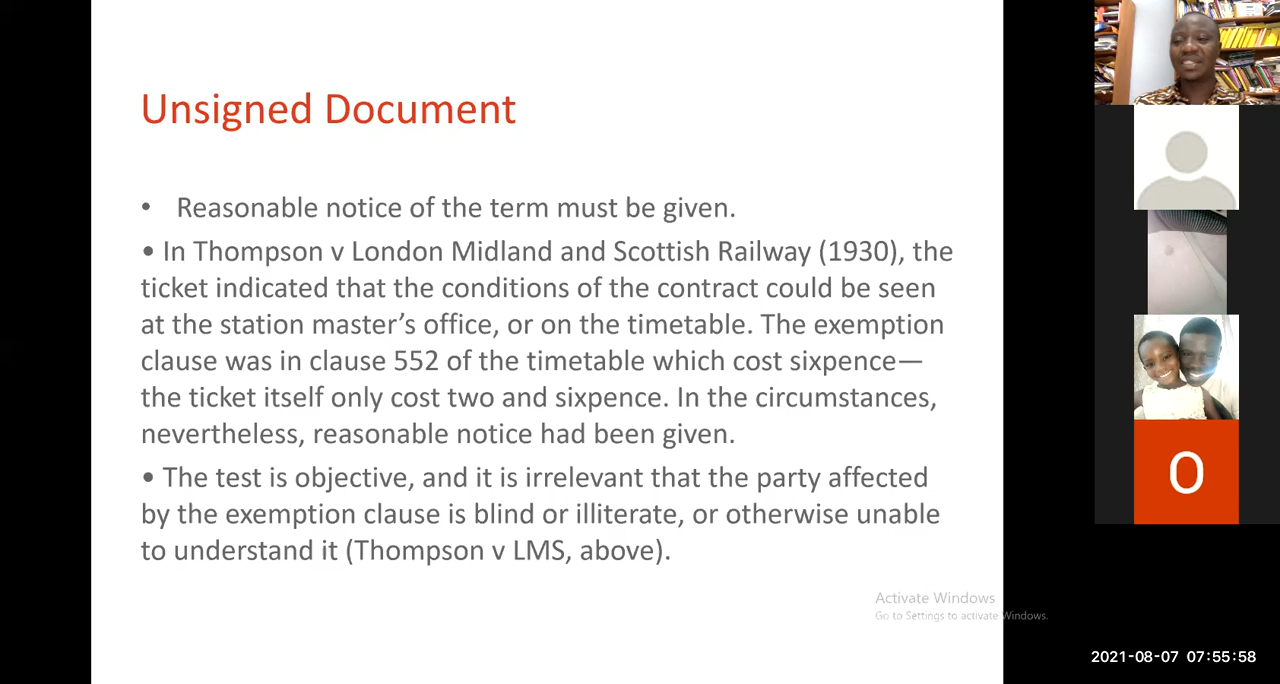 Unsigned Document
• Reasonable notice of the term must be given.
• In Thompson v London Midland and Scottish Railway (1930), the
ticket indicated that the conditions of the contract could be seen
at the station master’s office, or on the timetable. The exemption
clause was in clause 552 of the timetable which cost sixpence—
the ticket itself only cost two and sixpence. In the circumstances,
nevertheless, reasonable notice had been given.
• The test is objective, and it is irrelevant that the party affected
by the exemption clause is blind or illiterate, or otherwise unable
to understand it (Thompson v LMS, above).
Activate Windows
Go to Settings to activate Windows.
O
2021-08-07 07:55:58